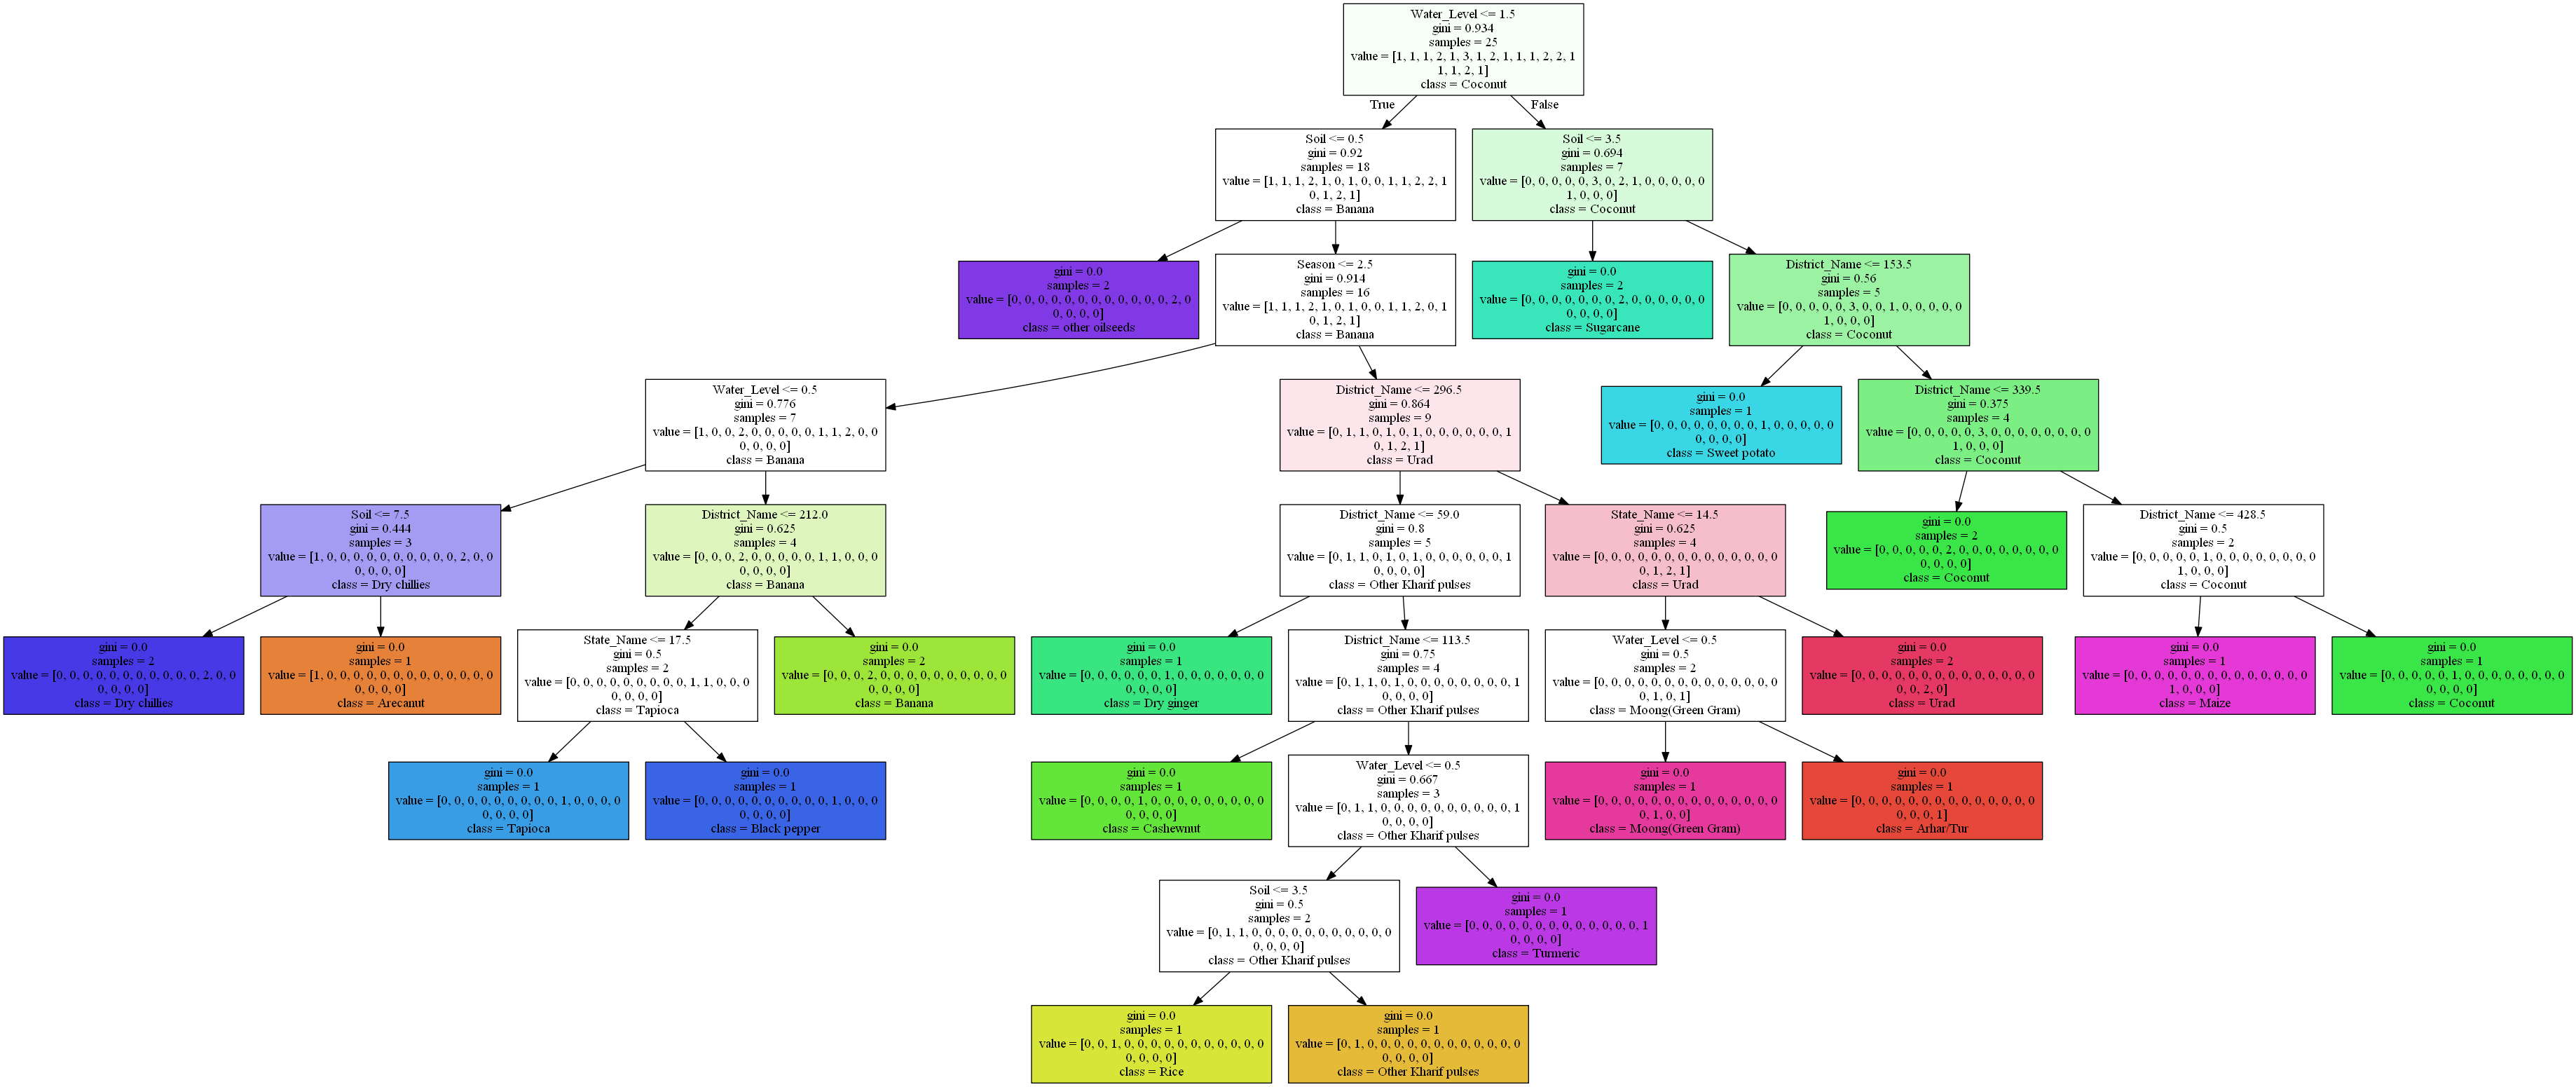 Water_Level <= 1.5
gini = 0.934
samples = 25
value = [1, 1, 1, 2, 1, 3, 1, 2, 1, 1, 1, 2, 2, 1
1, 1, 2, 1]
class = Coconut
True
False
Soil <= 0.5
gini = 0.92
samples = 18
value = [1, 1, 1, 2, 1, 0, 1, 0, 0, 1, 1, 2, 2, 1
0, 1, 2, 1]
class = Banana
Soil <= 3.5
gini = 0.694
samples = 7
value = [0, 0, 0, 0, 0, 3, 0, 2, 1, 0, 0, 0, 0, 0
1, 0, 0, 0]
class = Coconut
gini = 0.0
samples = 2
value = [0, 0, 0, 0, 0, 0, 0, 0, 0, 0, 0, 0, 2, 0
0, 0, 0, 0]
class = other oilseeds
Season <= 2.5
gini = 0.914
samples = 16
value = [1, 1, 1, 2, 1, 0, 1, 0, 0, 1, 1, 2, 0, 1
0, 1, 2, 1]
class = Banana
gini = 0.0
samples = 2
value = [0, 0, 0, 0, 0, 0, 0, 2, 0, 0, 0, 0, 0, 0
0, 0, 0, 0]
class = Sugarcane
District_Name <= 153.5
gini = 0.56
samples = 5
value = [0, 0, 0, 0, 0, 3, 0, 0, 1, 0, 0, 0, 0, 0
1, 0, 0, 0]
class = Coconut
Water_Level <= 0.5
gini = 0.776
samples = 7
value = [1, 0, 0, 2, 0, 0, 0, 0, 0, 1, 1, 2, 0, 0
0, 0, 0, 0]
class = Banana
District_Name <= 296.5
gini = 0.864
samples = 9
value = [0, 1, 1, 0, 1, 0, 1, 0, 0, 0, 0, 0, 0, 1
0, 1, 2, 1]
class = Urad
gini = 0.0
samples = 1
value = [0, 0, 0, 0, 0, 0, 0, 0, 1, 0, 0, 0, 0, 0
0, 0, 0, 0]
class = Sweet potato
District_Name <= 339.5
gini = 0.375
samples = 4
value = [0, 0, 0, 0, 0, 3, 0, 0, 0, 0, 0, 0, 0, 0
1, 0, 0, 0]
class = Coconut
Soil <= 7.5
gini = 0.444
samples = 3
value = [1, 0, 0, 0, 0, 0, 0, 0, 0, 0, 0, 2, 0, 0
0, 0, 0, 0]
class = Dry chillies
District_Name <= 212.0
gini = 0.625
samples = 4
value = [0, 0, 0, 2, 0, 0, 0, 0, 0, 1, 1, 0, 0, 0
0, 0, 0, 0]
class = Banana
District_Name <= 59.0
gini = 0.8
samples = 5
value = [0, 1, 1, 0, 1, 0, 1, 0, 0, 0, 0, 0, 0, 1
0, 0, 0, 0]
class = Other Kharif pulses
State_Name <= 14.5
gini = 0.625
samples = 4
value = [0, 0, 0, 0, 0, 0, 0, 0, 0, 0, 0, 0, 0, 0
0, 1, 2, 1]
class = Urad
gini = 0.0
samples = 2
value = [0, 0, 0, 0, 0, 2, 0, 0, 0, 0, 0, 0, 0, 0
0, 0, 0, 0]
class = Coconut
District_Name <= 428.5
gini = 0.5
samples = 2
value = [0, 0, 0, 0, 0, 1, 0, 0, 0, 0, 0, 0, 0, 0
1, 0, 0, 0]
class = Coconut
gini = 0.0
samples = 2
value = [0, 0, 0, 0, 0, 0, 0, 0, 0, 0, 0, 2, 0, 0
0, 0, 0, 0]
class = Dry chillies
gini = 0.0
samples = 1
value = [1, 0, 0, 0, 0, 0, 0, 0, 0, 0, 0, 0, 0, 0
0, 0, 0, 0]
class = Arecanut
State_Name <= 17.5
gini = 0.5
samples = 2
value = [0, 0, 0, 0, 0, 0, 0, 0, 0, 1, 1, 0, 0, 0
0, 0, 0, 0]
class = Tapioca
gini = 0.0
samples = 2
value = [0, 0, 0, 2, 0, 0, 0, 0, 0, 0, 0, 0, 0, 0
0, 0, 0, 0]
class = Banana
gini = 0.0
samples = 1
value = [0, 0, 0, 0, 0, 0, 1, 0, 0, 0, 0, 0, 0, 0
0, 0, 0, 0]
class = Dry ginger
District_Name <= 113.5
gini = 0.75
samples = 4
value = [0, 1, 1, 0, 1, 0, 0, 0, 0, 0, 0, 0, 0, 1
0, 0, 0, 0]
class = Other Kharif pulses
Water_Level <= 0.5
gini = 0.5
samples = 2
value = [0, 0, 0, 0, 0, 0, 0, 0, 0, 0, 0, 0, 0, 0
0, 1, 0, 1]
class = Moong(Green Gram)
gini = 0.0
samples = 2
value = [0, 0, 0, 0, 0, 0, 0, 0, 0, 0, 0, 0, 0, 0
0, 0, 2, 0]
class = Urad
gini = 0.0
samples = 1
value = [0, 0, 0, 0, 0, 0, 0, 0, 0, 0, 0, 0, 0, 0
1, 0, 0, 0]
class = Maize
gini = 0.0
samples = 1
value = [0, 0, 0, 0, 0, 1, 0, 0, 0, 0, 0, 0, 0, 0
0, 0, 0, 0]
class = Coconut
gini = 0.0
samples = 1
value = [0, 0, 0, 0, 0, 0, 0, 0, 0, 1, 0, 0, 0, 0
0, 0, 0, 0]
class = Tapioca
gini = 0.0
samples = 1
value = [0, 0, 0, 0, 0, 0, 0, 0, 0, 0, 1, 0, 0, 0
0, 0, 0, 0]
class = Black pepper
gini = 0.0
samples = 1
value = [0, 0, 0, 0, 1, 0, 0, 0, 0, 0, 0, 0, 0, 0
0, 0, 0, 0]
class = Cashewnut
Water_Level <= 0.5
gini = 0.667
samples = 3
value = [0, 1, 1, 0, 0, 0, 0, 0, 0, 0, 0, 0, 0, 1
0, 0, 0, 0]
class = Other Kharif pulses
gini = 0.0
samples = 1
value = [0, 0, 0, 0, 0, 0, 0, 0, 0, 0, 0, 0, 0, 0
0, 1, 0, 0]
class = Moong(Green Gram)
gini = 0.0
samples = 1
value = [0, 0, 0, 0, 0, 0, 0, 0, 0, 0, 0, 0, 0, 0
0, 0, 0, 1]
class = Arhar/Tur
Soil <= 3.5
gini = 0.5
samples = 2
value = [0, 1, 1, 0, 0, 0, 0, 0, 0, 0, 0, 0, 0, 0
0, 0, 0, 0]
class = Other Kharif pulses
gini = 0.0
samples = 1
value = [0, 0, 0, 0, 0, 0, 0, 0, 0, 0, 0, 0, 0, 1
0, 0, 0, 0]
class = Turmeric
gini = 0.0
samples = 1
value = [0, 0, 1, 0, 0, 0, 0, 0, 0, 0, 0, 0, 0, 0
0, 0, 0, 0]
class = Rice
gini = 0.0
samples = 1
value = [0, 1, 0, 0, 0, 0, 0, 0, 0, 0, 0, 0, 0, 0
0, 0, 0, 0]
class = Other Kharif pulses